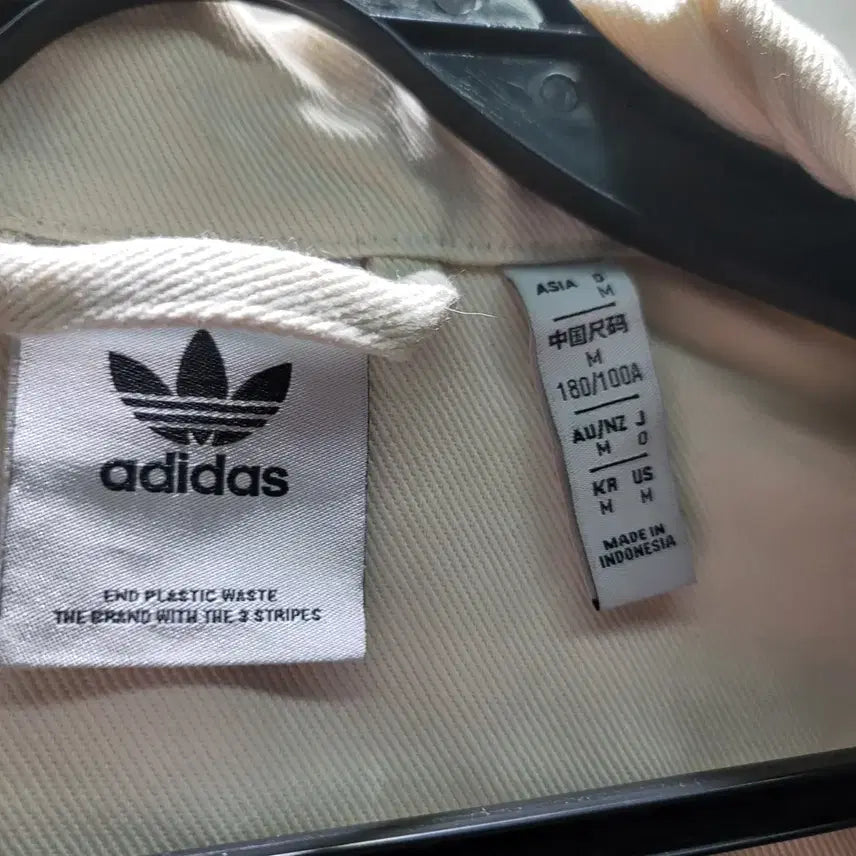 adidas
END PLASTIC WASTE
THE BRAND WITH THE 3 STRIPES
ASIA D
M
中国尺码
M
180/100A
AU/NZ J
M O
KR US
M M
MADE IN
INDONESIA